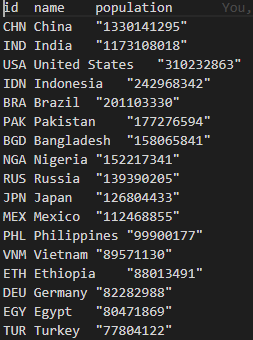 id name population You,
CHN China "1330141295"
IND India "1173108018"
USA United States "310232863"
IDN Indonesia "242968342"
BRA Brazil "201103330"
PAK Pakistan "177276594"
BGD Bangladesh "158065841"
NGA Nigeria "152217341"
RUS Russia "139390205"
JPN Japan "126804433"
MEX Mexico "112468855"
PHL Philippines "99900177"
VNM Vietnam "89571130"
ETH Ethiopia "88013491"
DEU Germany "82282988"
EGY Egypt "80471869"
TUR Turkey "77804122"